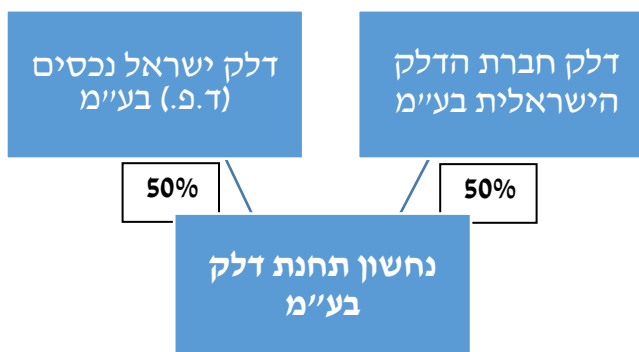 דלק חברת הדלק
הישראלית בע״מ
דלק ישראל נכסים
(ד.פ.) בע״מ
50%
50%
נחשון תחנת דלק
בע״מ